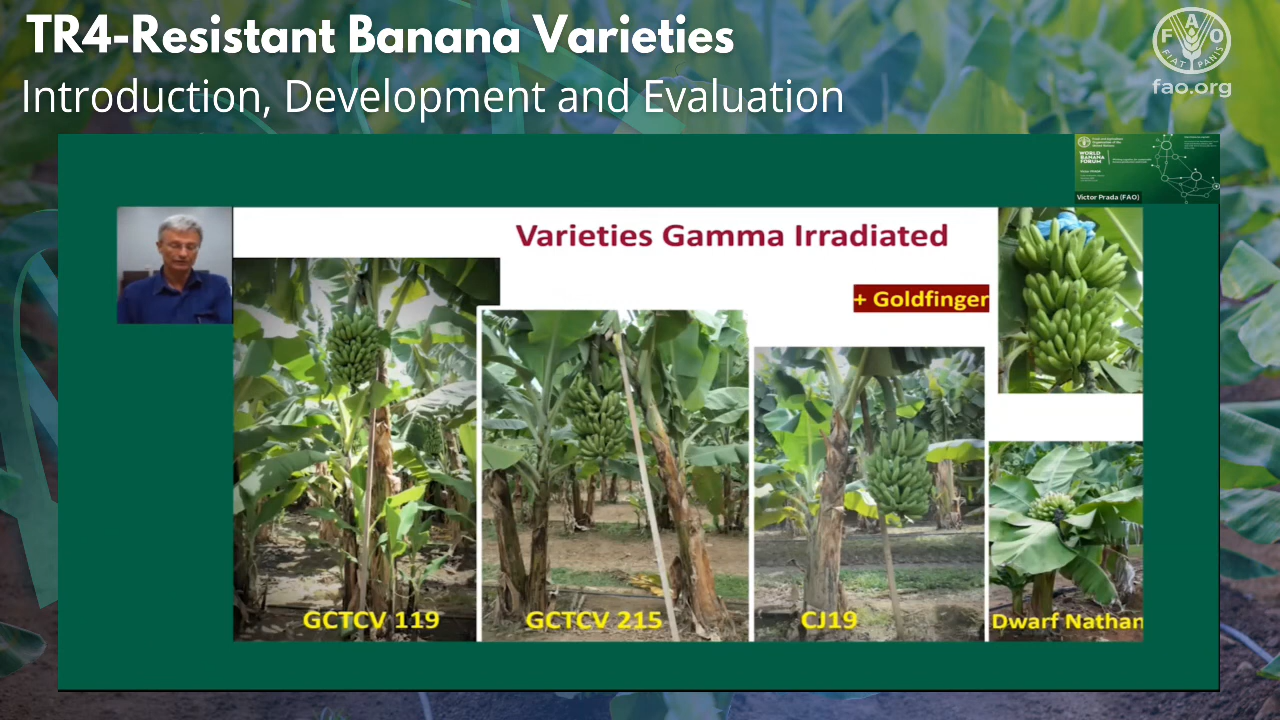 TR4-Resistant Banana Varieties
Introduction, Development and Evaluation
FAO
FIAT PANIS
fao.org
WORLD
BANANA
FORUM
Victor Prada (FAO)
Varieties Gamma Irradiated
+ Goldfinger
GCTCV 119
GCTCV 215
CJ19
Dwarf Nathan